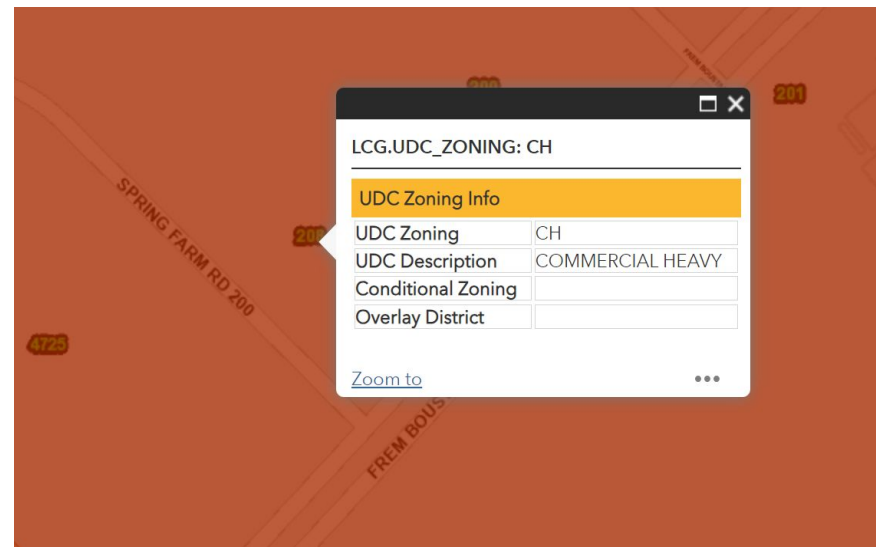 201
LCG.UDC_ZONING: CH
UDC Zoning Info
UDC Zoning CH
UDC Description COMMERCIAL HEAVY
Conditional Zoning
Overlay District
Zoom to
SPRING FARM RD 200
4725
FREM BOUS